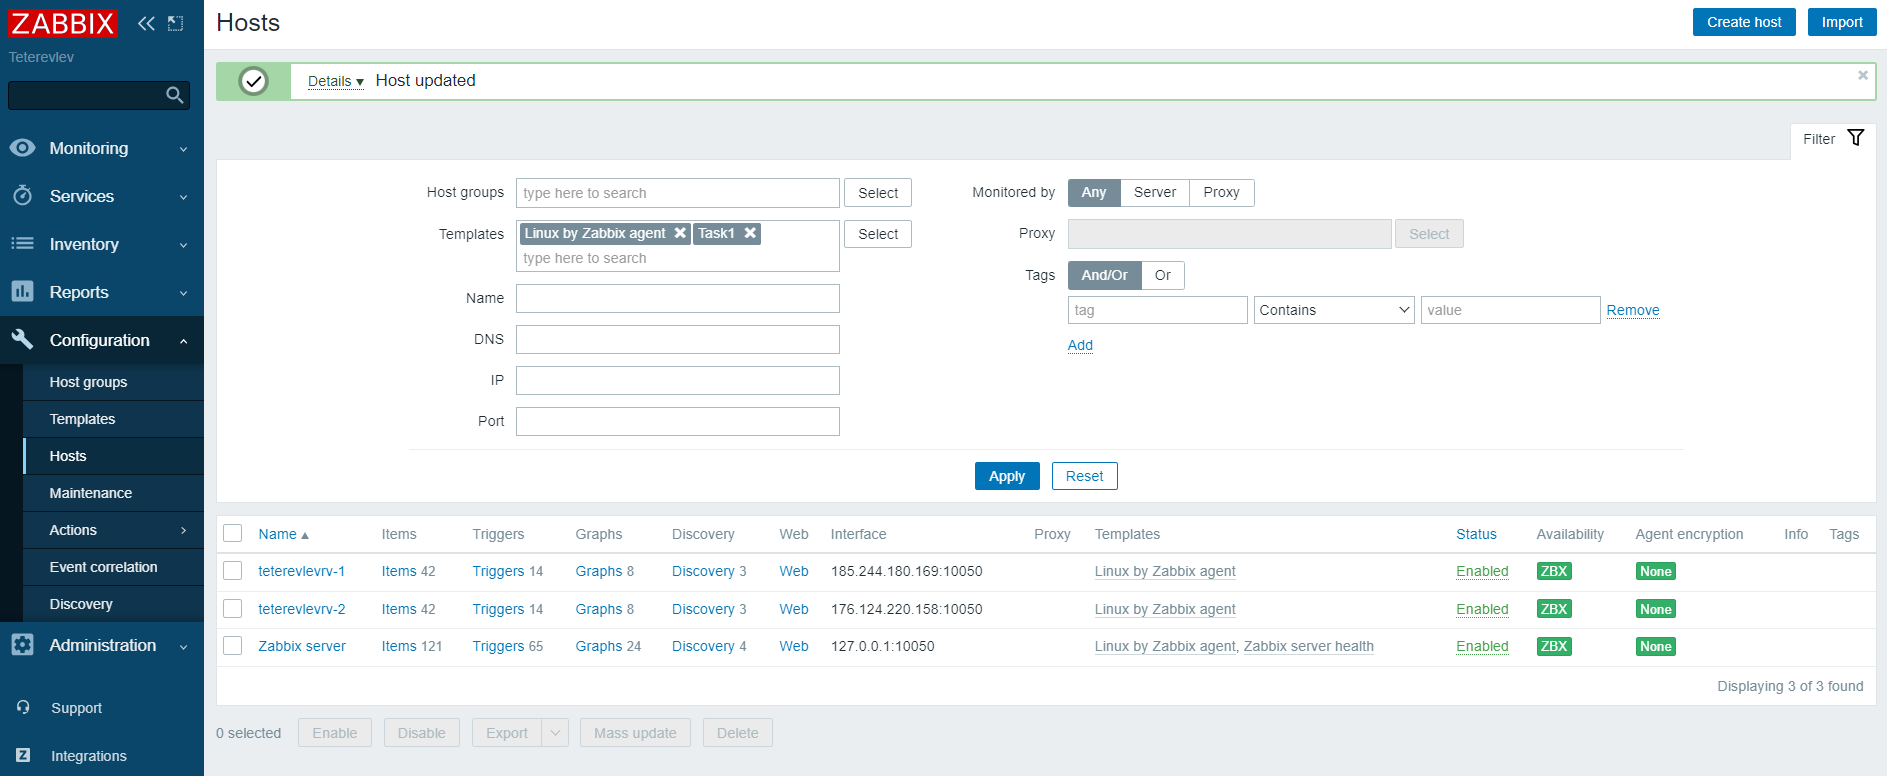 ZABBIX
Teterevlev
Monitoring
Services
Inventory
Reports
Configuration
Host groups
Templates
Hosts
Maintenance
Actions
Event correlation
Discovery
Administration
Support
Integrations
Hosts
Create host
Import
Details Host updated
Filter
Host groups type here to search Select
Templates Linux by Zabbix agent Task1 Select
type here to search
Name
DNS
IP
Port
Monitored by Any Server Proxy
Proxy Select
Tags And/Or Or
tag Contains value Remove
Add
Apply Reset
Name Items Triggers Graphs Discovery Web Interface Proxy Templates Status Availability Agent encryption Info Tags
teterevlevrv-1 Items 42 Triggers 14 Graphs 8 Discovery 3 Web 185.244.180.169:10050 Linux by Zabbix agent Enabled ZBX None
teterevlevrv-2 Items 42 Triggers 14 Graphs 8 Discovery 3 Web 176.124.220.158:10050 Linux by Zabbix agent Enabled ZBX None
Zabbix server Items 121 Triggers 65 Graphs 24 Discovery 4 Web 127.0.0.1:10050 Linux by Zabbix agent, Zabbix server health Enabled ZBX None
Displaying 3 of 3 found
0 selected Enable Disable Export Mass update Delete